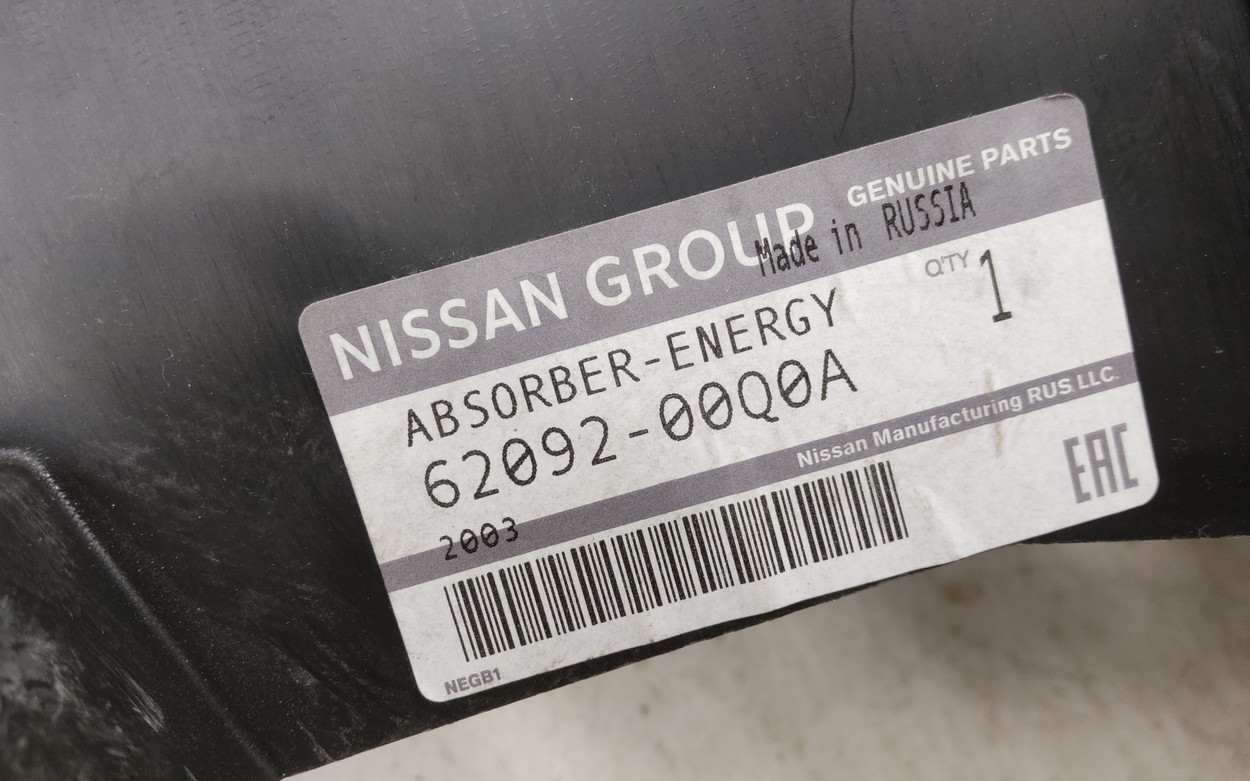 NISSAN GROUP
GENUINE PARTS
Made in RUSSIA
ABSORBER-ENERGY
Q'TY 1
62092-00Q0A
Nissan Manufacturing RUS LLC.
2003
EAC
NEGB1